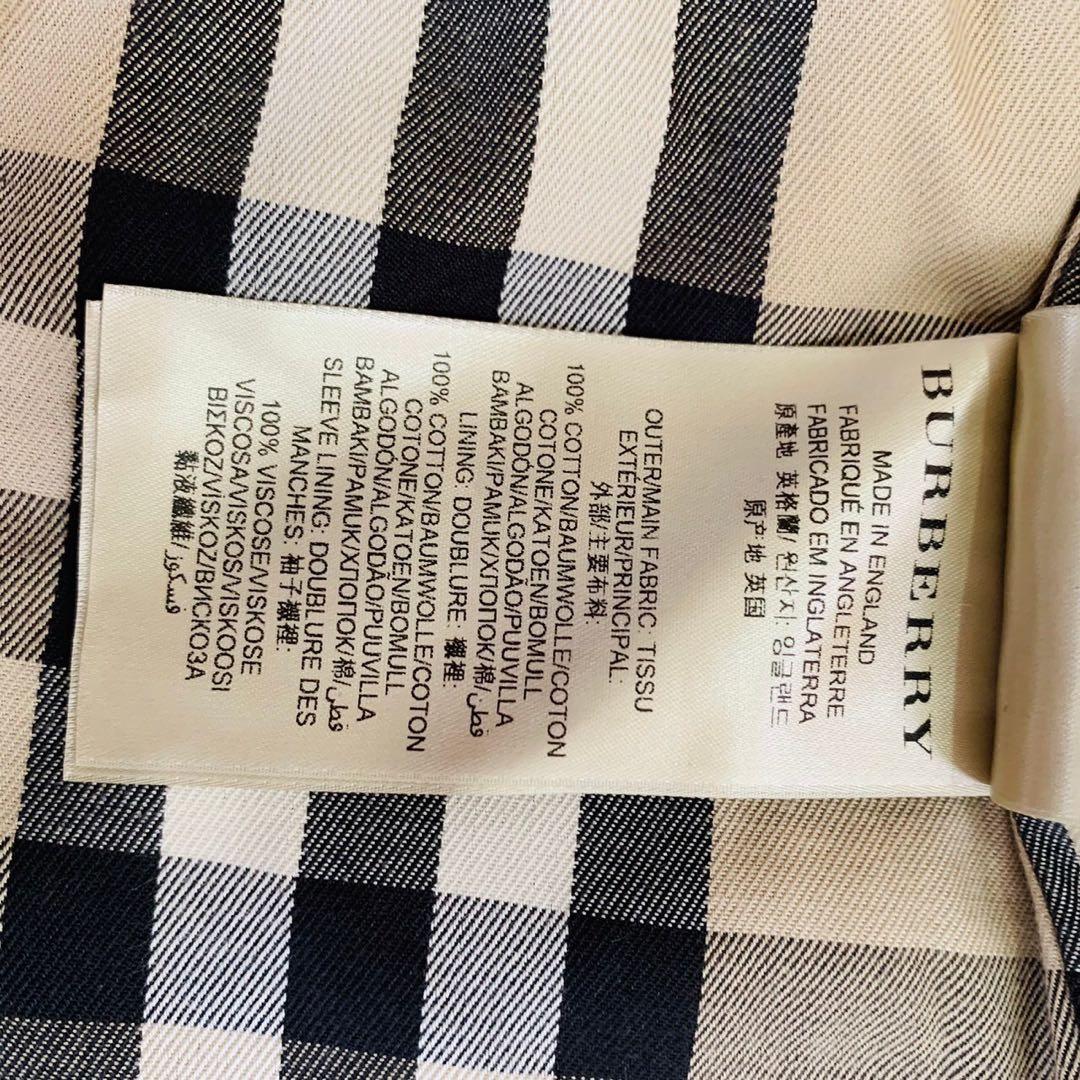 BURBERRY
MADE IN ENGLAND
FABRIQUÉ EN ANGLETERRE
FABRICADO EM INGLATERRA
原產地 英格蘭/ 원산지: 잉글랜드
原产地 英国
OUTER/MAIN FABRIC: TISSU
EXTÉRIEUR/PRINCIPAL:
外部/主要布料:
100% COTTON/BAUMWOLLE/COTON
COTONE/KATOEN/BOMULL
ALGODÓN/ALGODÃO/PUUVILLA
BAMBAKI/PAMUK/ХЛОПОК/棉/قطن
LINING: DOUBLURE: 襯裡:
100% COTTON/BAUMWOLLE/COTON
COTONE/KATOEN/BOMULL
ALGODÓN/ALGODÃO/PUUVILLA
BAMBAKI/PAMUK/ХЛОПОК/棉/قطن
SLEEVE LINING: DOUBLURE DES
MANCHES: 袖子襯裡:
100% VISCOSE/VISKOSE
VISCOSA/VISKOS/VISKOOSI
ΒΙΣΚΟΖ/VISKOZ/ВИСКОЗА
黏液纖維/فسكوز